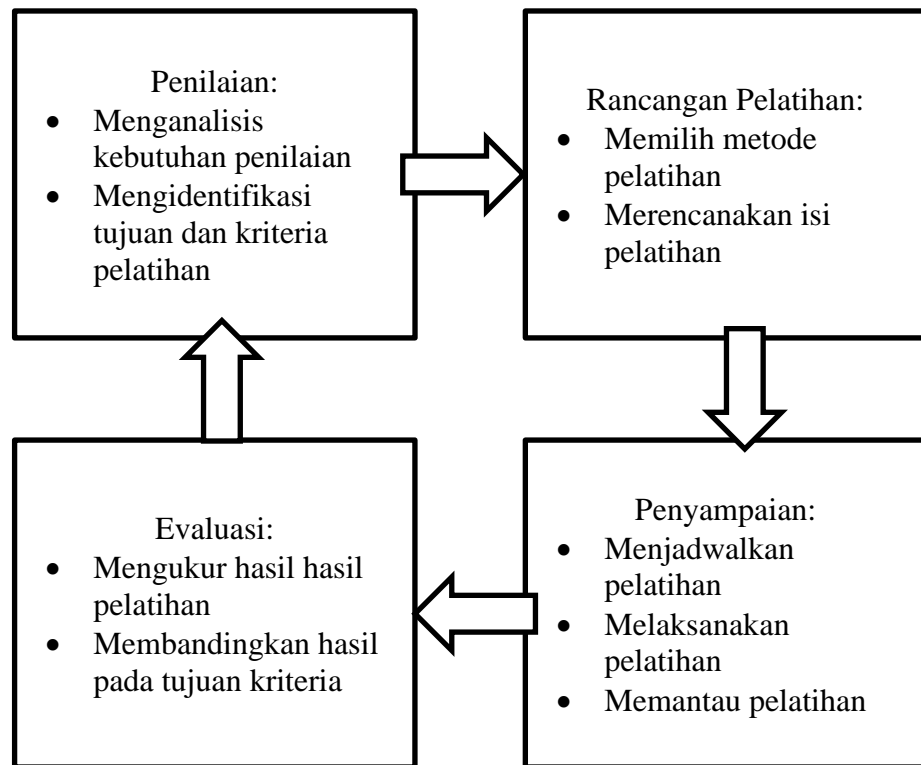 Penilaian:
• Menganalisis
kebutuhan penilaian
• Mengidentifikasi
tujuan dan kriteria
pelatihan
Rancangan Pelatihan:
• Memilih metode
pelatihan
• Merencanakan isi
pelatihan
Penyampaian:
• Menjadwalkan
pelatihan
• Melaksanakan
pelatihan
• Memantau pelatihan
Evaluasi:
• Mengukur hasil hasil
pelatihan
• Membandingkan hasil
pada tujuan kriteria